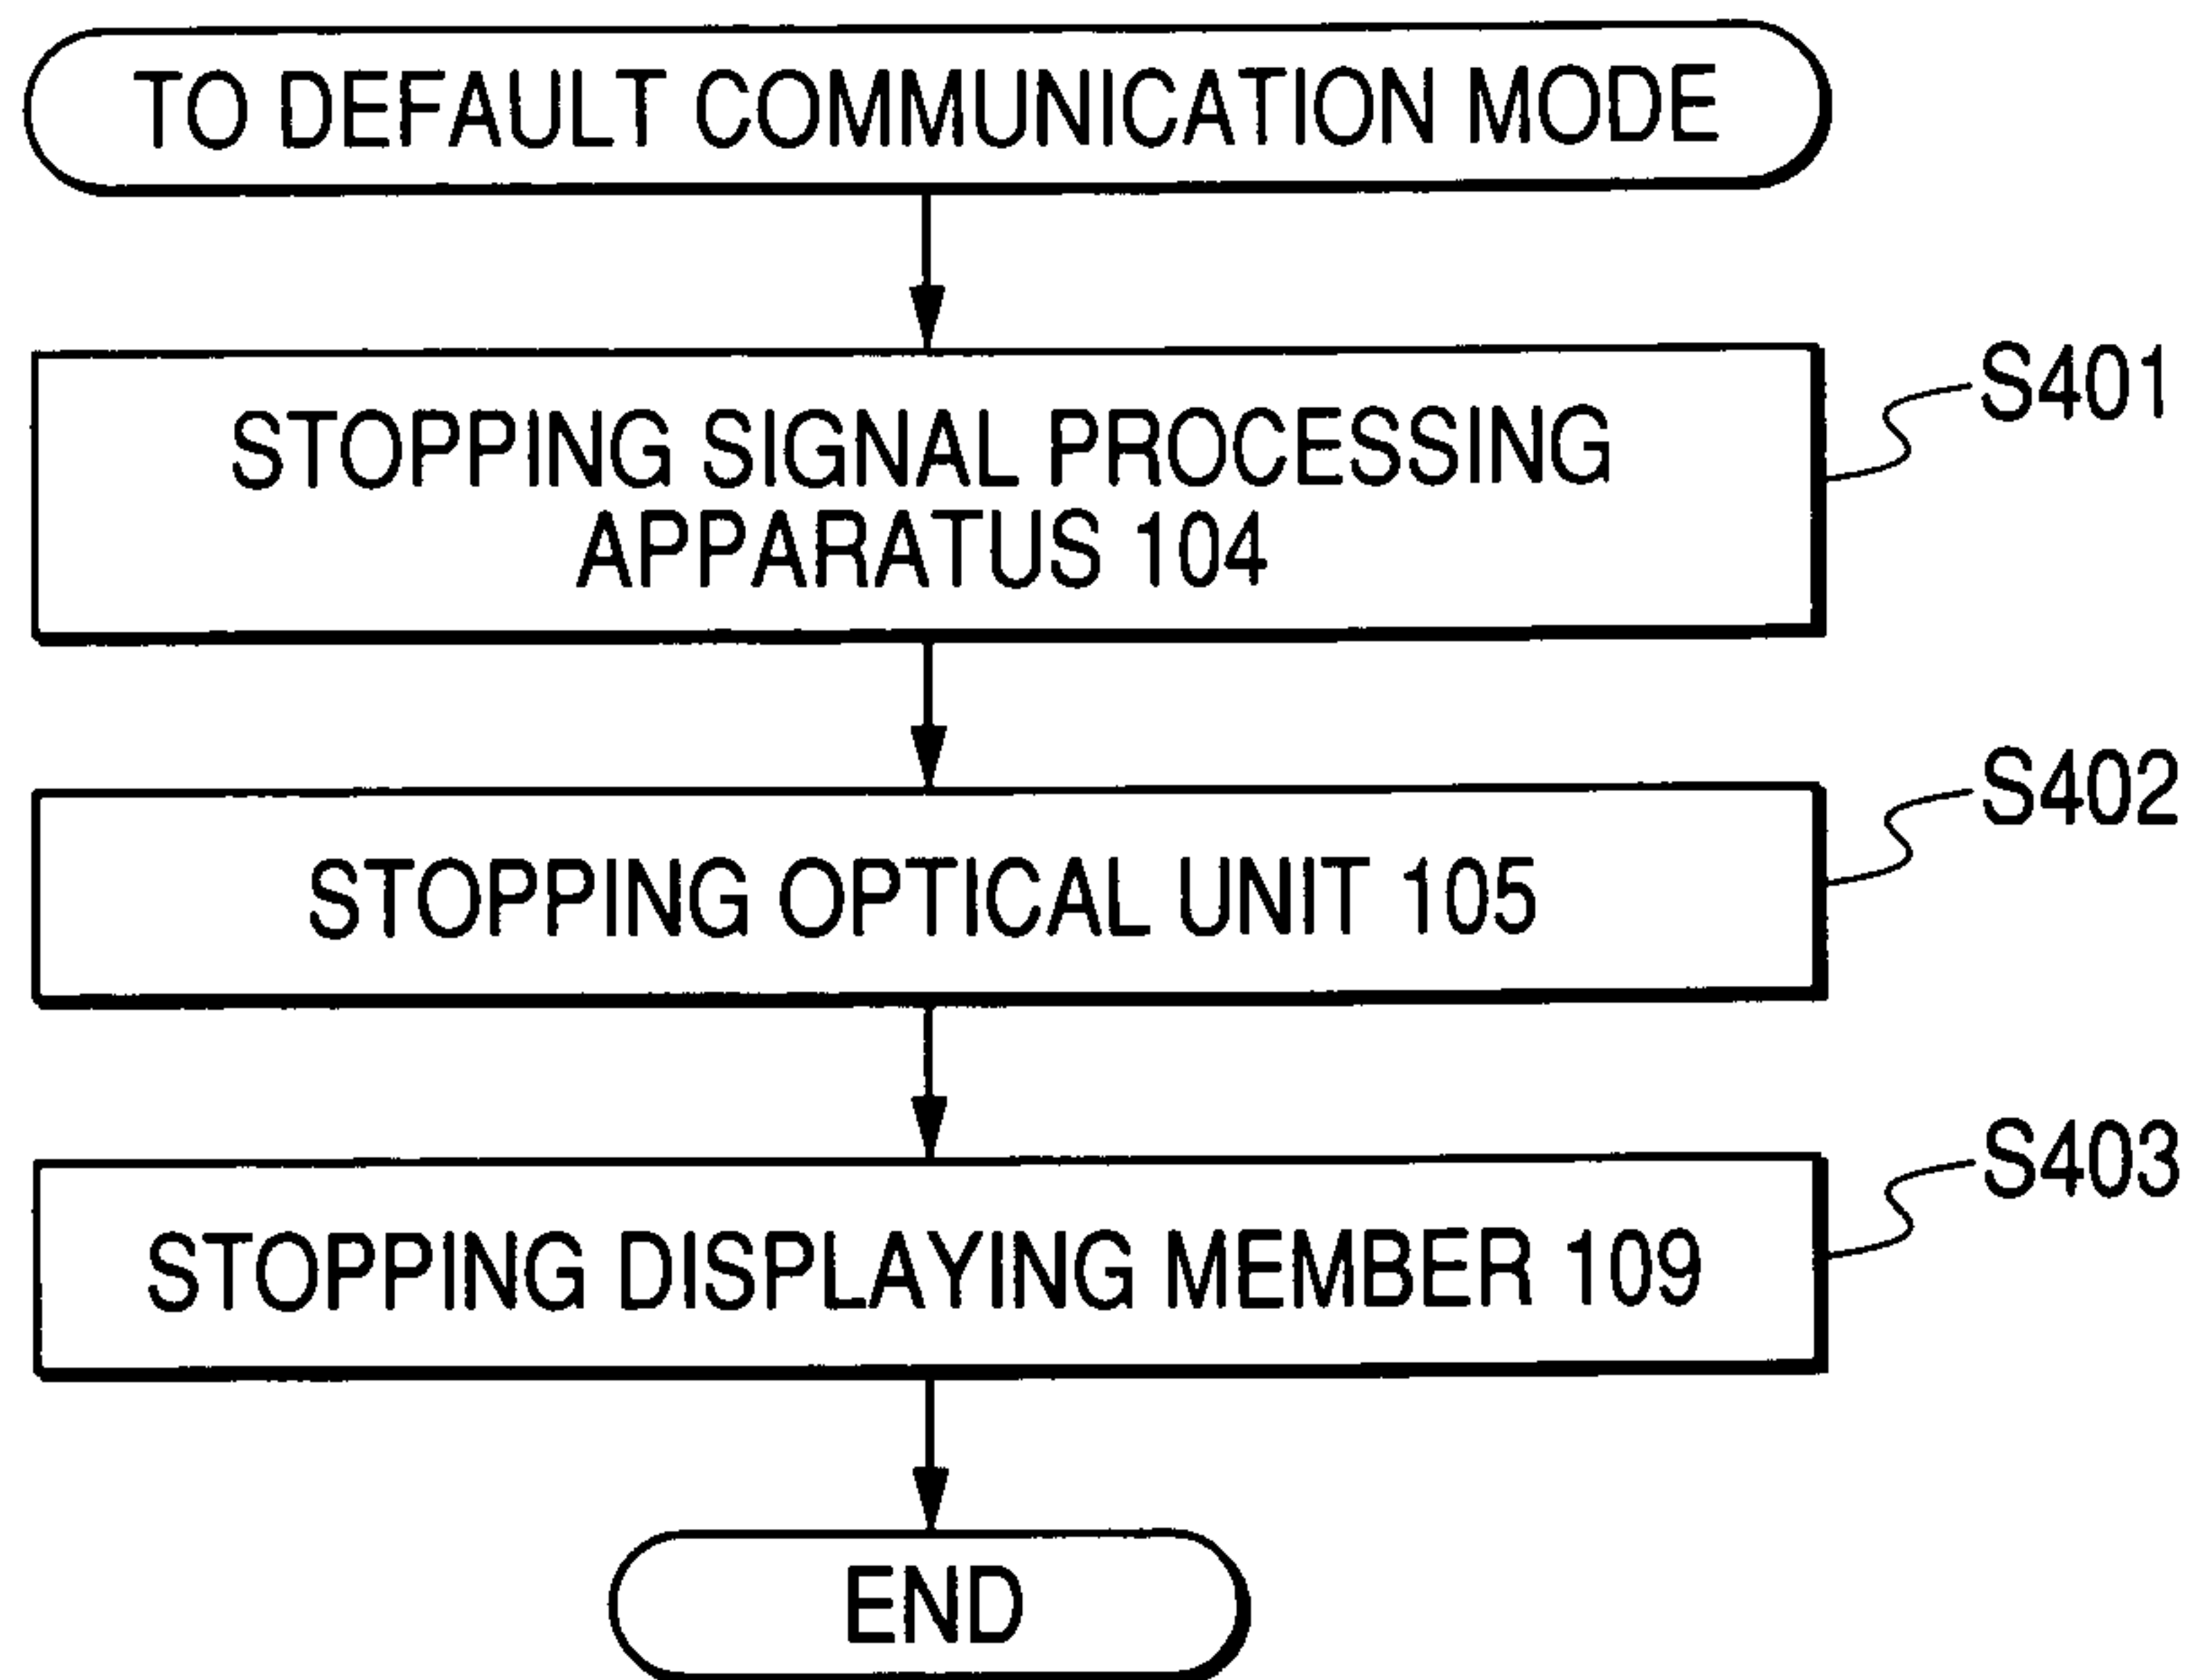 TO DEFAULT COMMUNICATION MODE
S401
STOPPING SIGNAL PROCESSING
APPARATUS 104
S402
STOPPING OPTICAL UNIT 105
S403
STOPPING DISPLAYING MEMBER 109
END